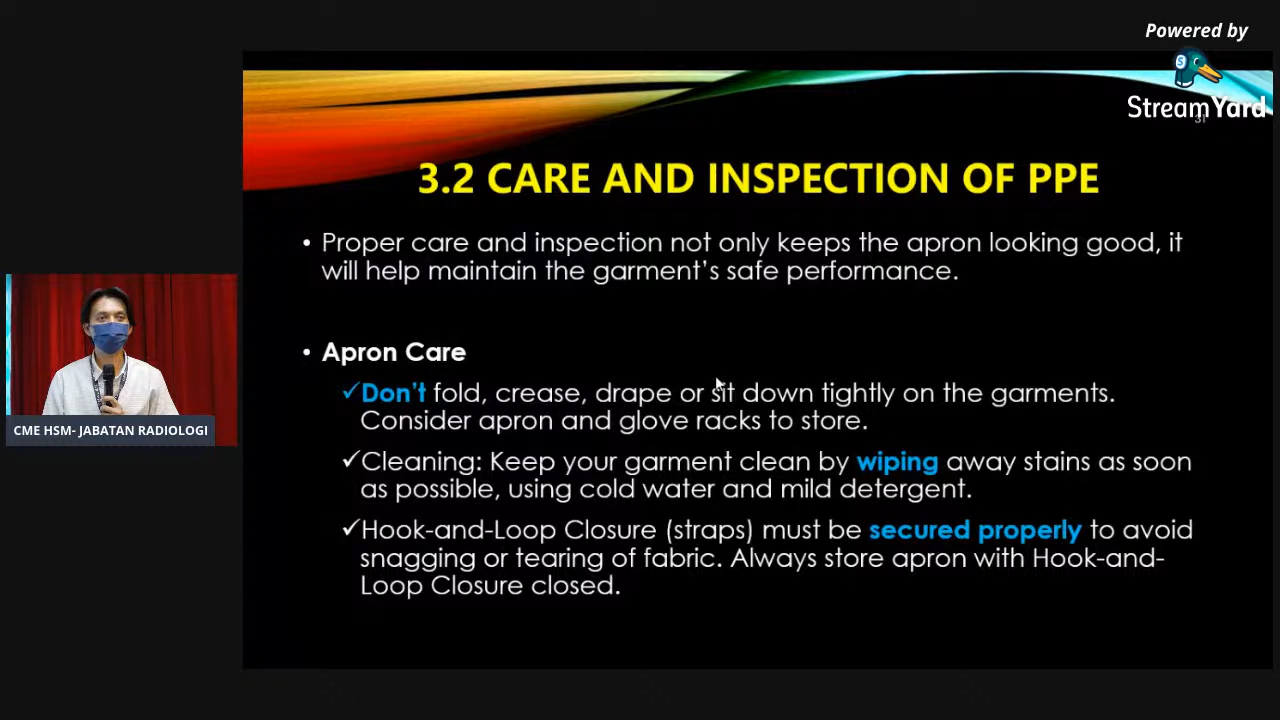 Powered by
StreamYard
31
3.2 CARE AND INSPECTION OF PPE
• Proper care and inspection not only keeps the apron looking good, it
will help maintain the garment's safe performance.
• Apron Care
✓Don't fold, crease, drape or sit down tightly on the garments.
Consider apron and glove racks to store.
✓Cleaning: Keep your garment clean by wiping away stains as soon
as possible, using cold water and mild detergent.
✓Hook-and-Loop Closure (straps) must be secured properly to avoid
snagging or tearing of fabric. Always store apron with Hook-and-
Loop Closure closed.
CME HSM- JABATAN RADIOLOGI